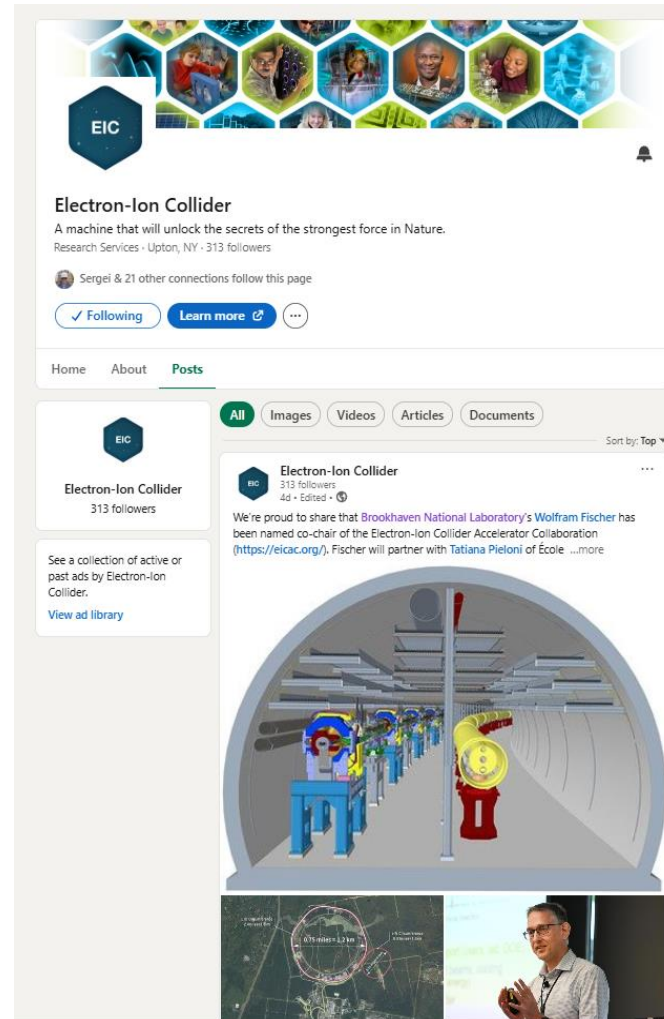 EIC
Electron-Ion Collider
A machine that will unlock the secrets of the strongest force in Nature.
Research Services · Upton, NY · 313 followers
Sergei & 21 other connections follow this page
✓ Following
Learn more
Home About Posts
All Images Videos Articles Documents
Sort by: Top
EIC
Electron-Ion Collider
313 followers
See a collection of active or
past ads by Electron-Ion
Collider.
View ad library
EIC
Electron-Ion Collider
313 followers
4d • Edited •
We're proud to share that Brookhaven National Laboratory's Wolfram Fischer has
been named co-chair of the Electron-Ion Collider Accelerator Collaboration
(https://eicac.org/). Fischer will partner with Tatiana Pieloni of École ...more
0.75 miles = 1.2 km